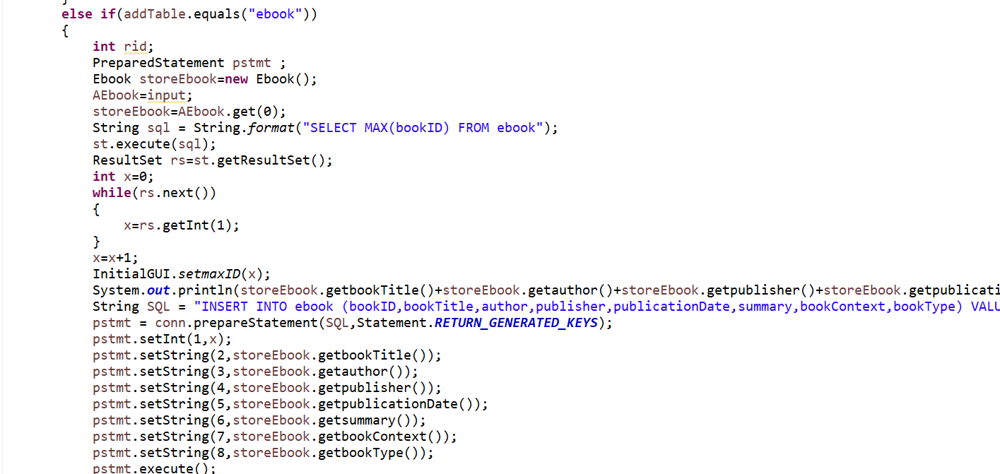 }
else if(addTable.equals("ebook"))
{
int rid;
PreparedStatement pstmt ;
Ebook storeEbook=new Ebook();
AEbook=input;
storeEbook=AEbook.get(0);
String sql = String.format("SELECT MAX(bookID) FROM ebook");
st.execute(sql);
ResultSet rs=st.getResultSet();
int x=0;
while(rs.next())
{
x=rs.getInt(1);
}
x=x+1;
InitialGUI.setmaxID(x);
System.out.println(storeEbook.getbookTitle()+storeEbook.getauthor()+storeEbook.getpublisher()+storeEbook.getpublicati
String SQL = "INSERT INTO ebook (bookID,bookTitle,author,publisher,publicationDate,summary,bookContext,bookType) VALU
pstmt = conn.prepareStatement(SQL,Statement.RETURN_GENERATED_KEYS);
pstmt.setInt(1,x);
pstmt.setString(2,storeEbook.getbookTitle());
pstmt.setString(3,storeEbook.getauthor());
pstmt.setString(4,storeEbook.getpublisher());
pstmt.setString(5,storeEbook.getpublicationDate());
pstmt.setString(6,storeEbook.getsummary());
pstmt.setString(7,storeEbook.getbookContext());
pstmt.setString(8,storeEbook.getbookType());
pstmt.execute();